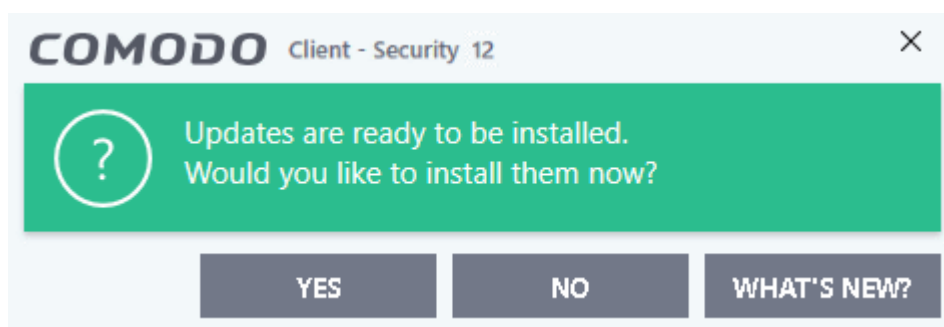 COMODO Client - Security 12
?
Updates are ready to be installed.
Would you like to install them now?
YES NO WHAT'S NEW?